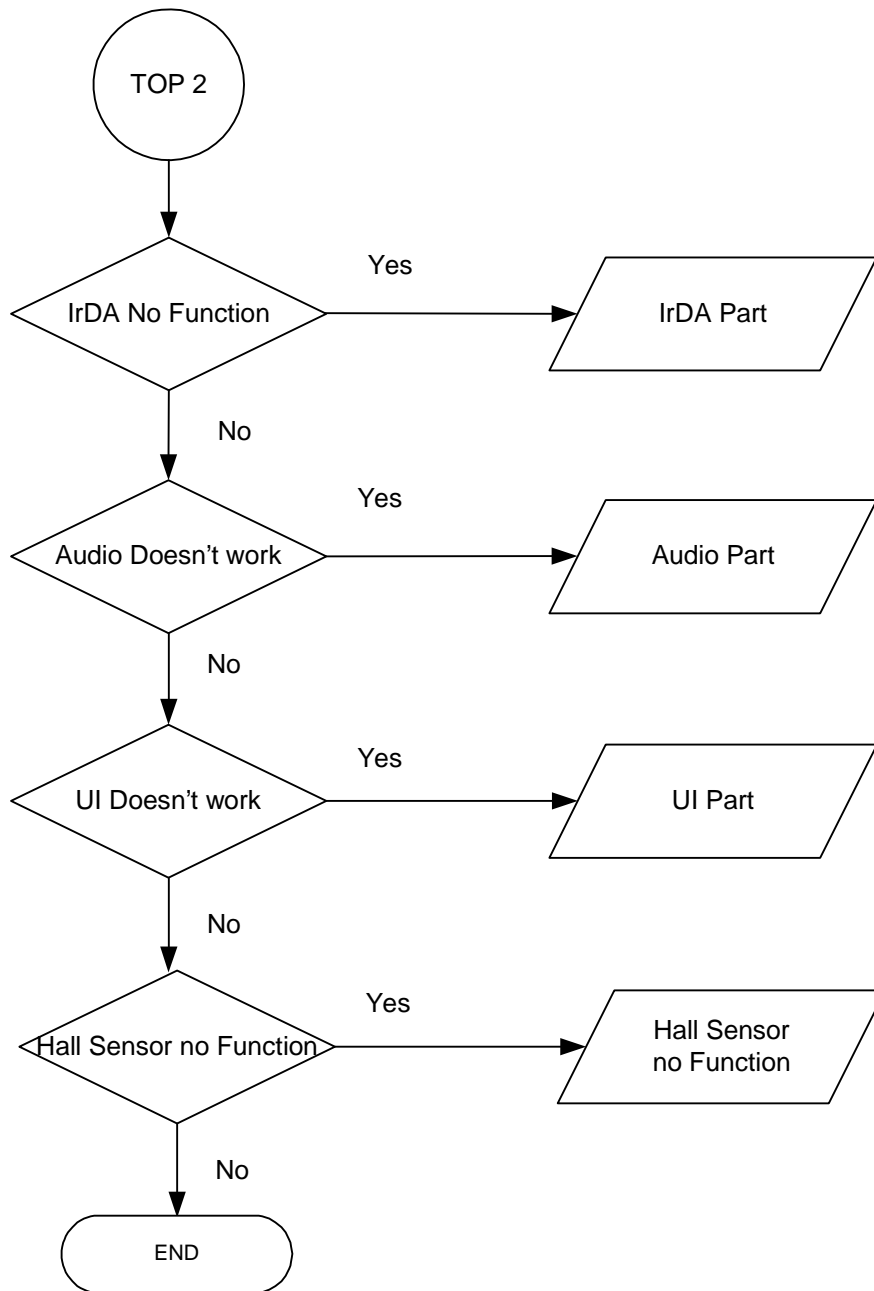 TOP 2
Yes
IrDA No Function
IrDA Part
No
Yes
Audio Doesn’t work
Audio Part
No
Yes
UI Doesn’t work
UI Part
No
Yes
Hall Sensor no Function
Hall Sensor
no Function
No
END